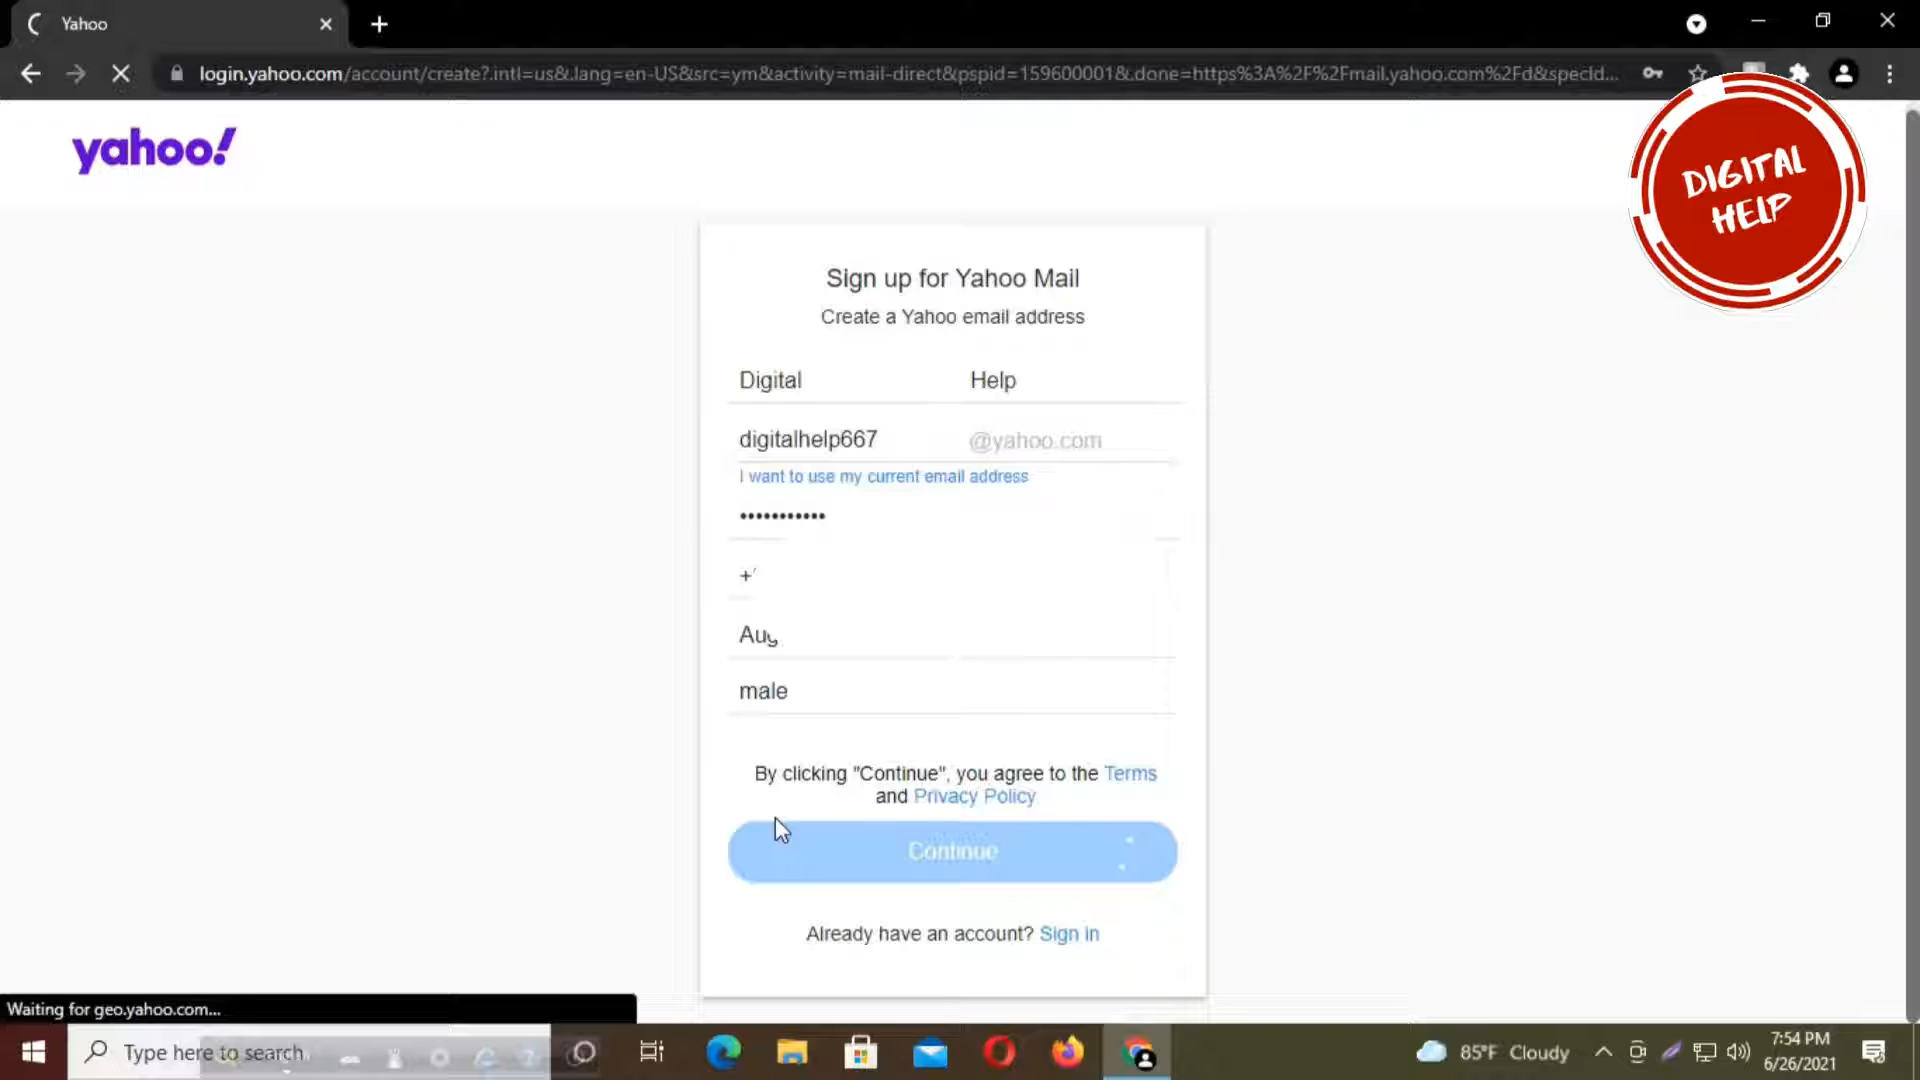 Yahoo
login.yahoo.com/account/create?.intl=us&.lang=en-US&src=ym&activity=mail-direct&pspid=159600001&.done=https%3A%2F%2Fmail.yahoo.com%2Fd&specId...
yahoo!
DIGITAL
HELP
Sign up for Yahoo Mail
Create a Yahoo email address
Digital Help
digitalhelp667 @yahoo.com
I want to use my current email address
•••••••••••
+
Aug
male
By clicking "Continue", you agree to the Terms
and Privacy Policy
Continue
Already have an account? Sign in
Waiting for geo.yahoo.com...
Type here to search
85°F Cloudy
7:54 PM
6/26/2021